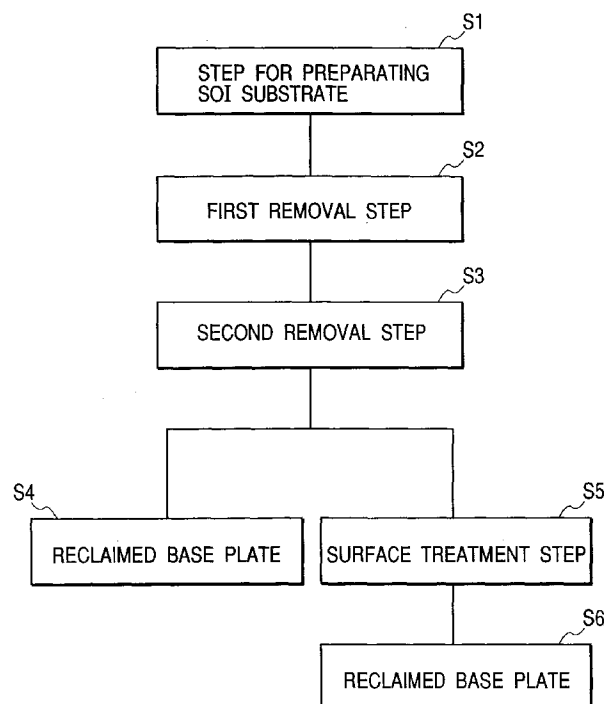 S1
STEP FOR PREPARATING
SOI SUBSTRATE
S2
FIRST REMOVAL STEP
S3
SECOND REMOVAL STEP
S4
RECLAIMED BASE PLATE
S5
SURFACE TREATMENT STEP
S6
RECLAIMED BASE PLATE